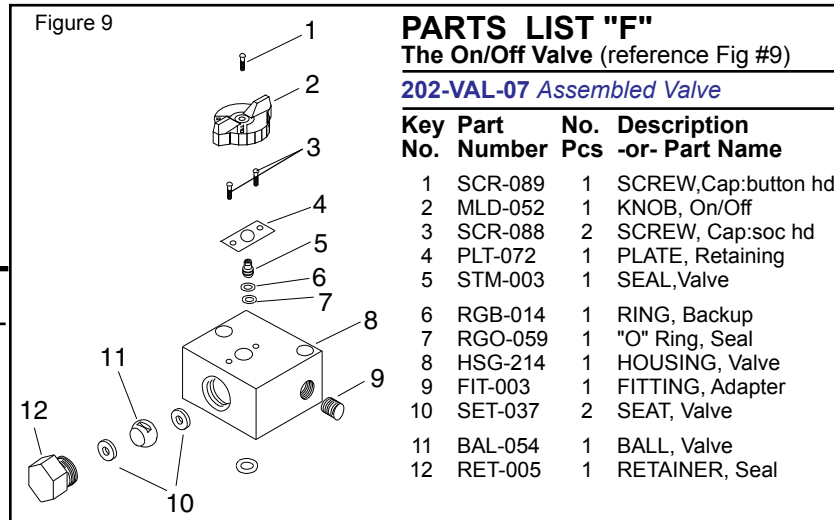 Figure 9
1
2
3
4
5
6
7
8
9
10
11
12
PARTS LIST "F"
The On/Off Valve (reference Fig #9)
202-VAL-07 Assembled Valve
Key Part No. Description
No. Number Pcs -or- Part Name
1 SCR-089 1 SCREW,Cap:button hd
2 MLD-052 1 KNOB, On/Off
3 SCR-088 2 SCREW, Cap:soc hd
4 PLT-072 1 PLATE, Retaining
5 STM-003 1 SEAL,Valve
6 RGB-014 1 RING, Backup
7 RGO-059 1 "O" Ring, Seal
8 HSG-214 1 HOUSING, Valve
9 FIT-003 1 FITTING, Adapter
10 SET-037 2 SEAT, Valve
11 BAL-054 1 BALL, Valve
12 RET-005 1 RETAINER, Seal